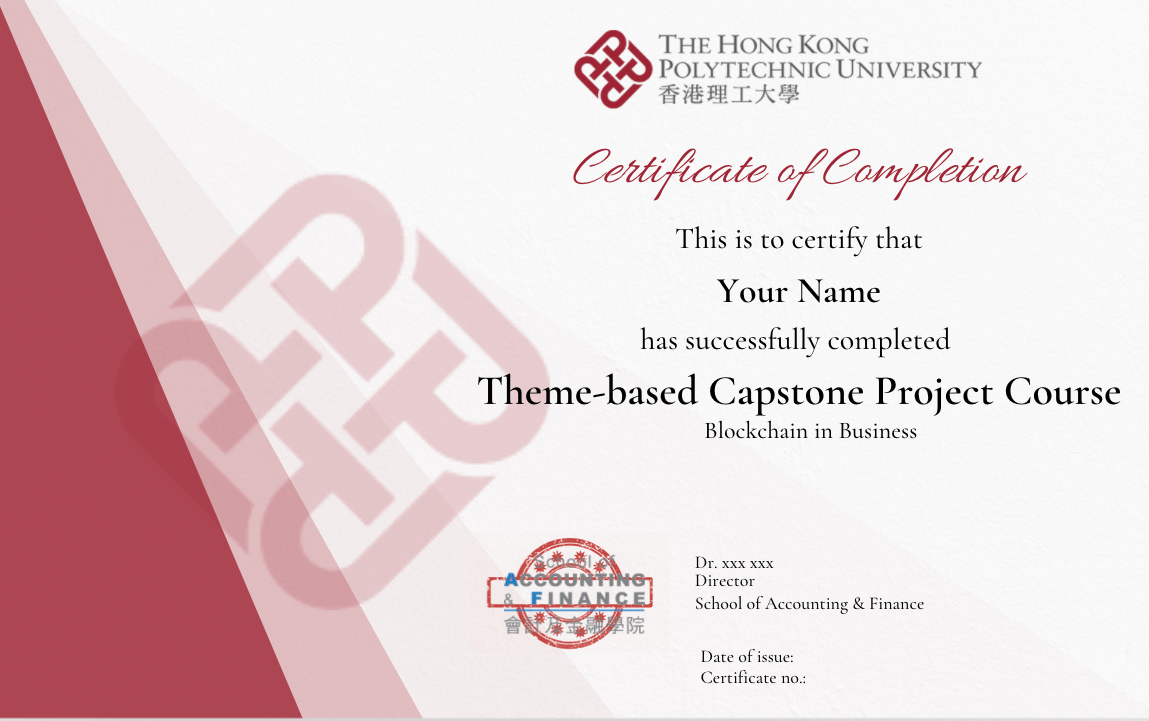 THE HONG KONG
POLYTECHNIC UNIVERSITY
香港理工大學
Certificate of Completion
This is to certify that
Your Name
has successfully completed
Theme-based Capstone Project Course
Blockchain in Business
School of
ACCOUNTING
& FINANCE
會計及金融學院
Dr. xxx xxx
Director
School of Accounting & Finance
Date of issue:
Certificate no.: